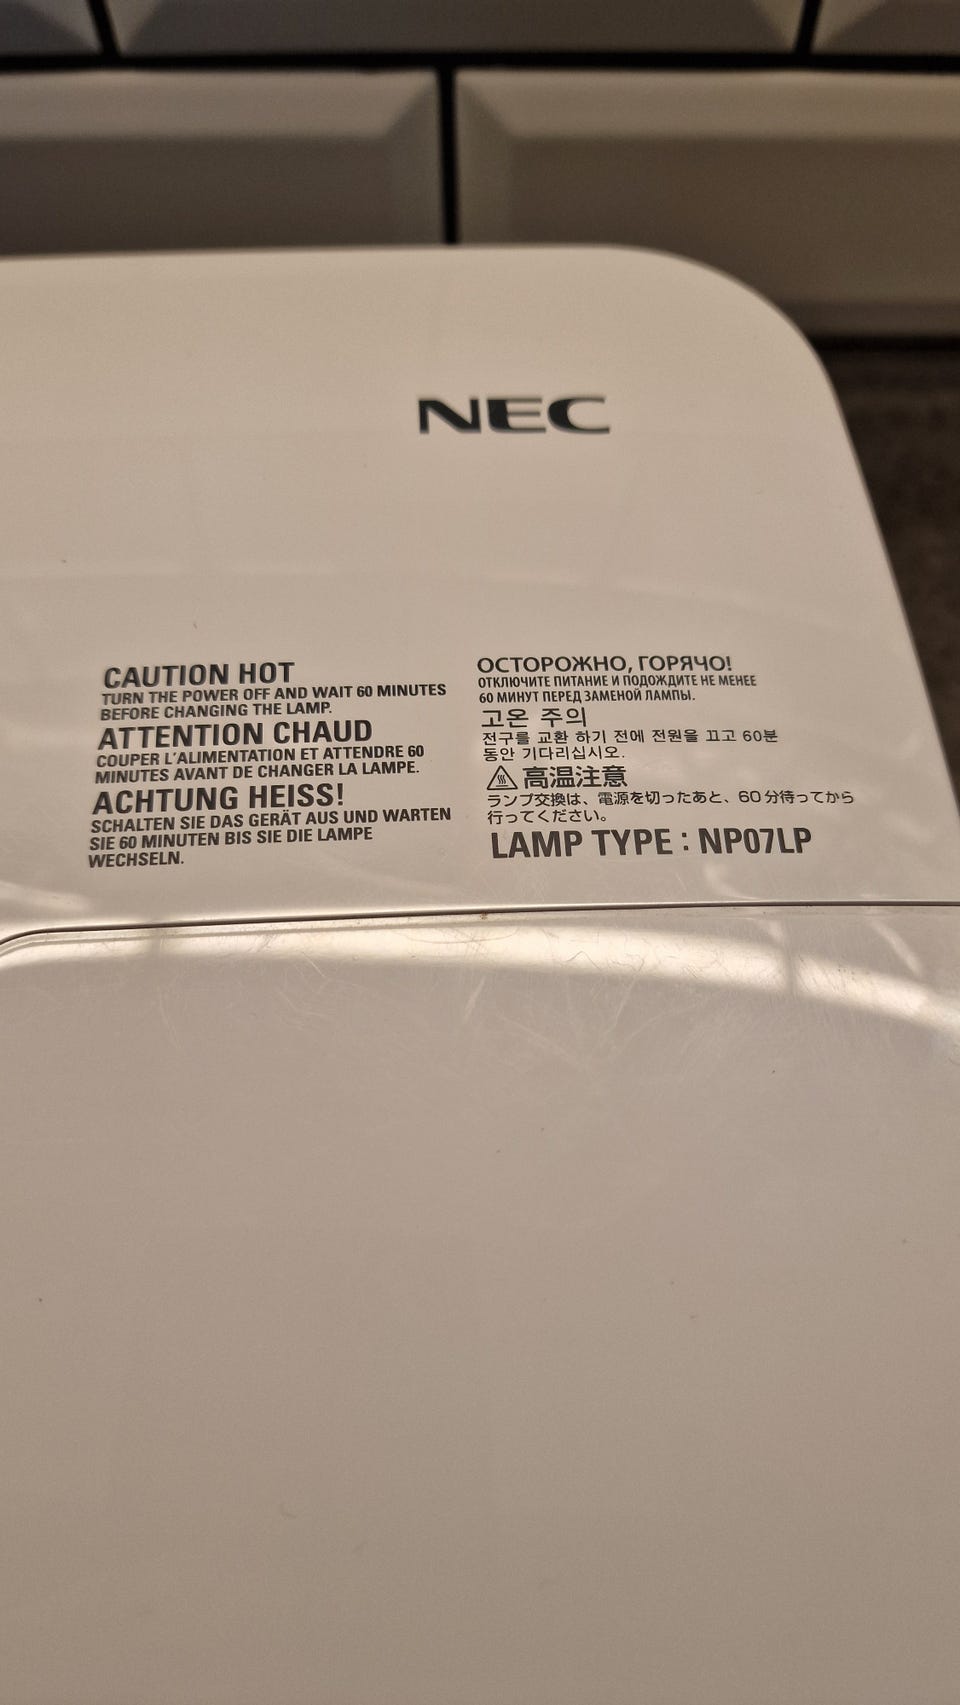 NEC
CAUTION HOT
TURN THE POWER OFF AND WAIT 60 MINUTES
BEFORE CHANGING THE LAMP.
ATTENTION CHAUD
COUPER L'ALIMENTATION ET ATTENDRE 60
MINUTES AVANT DE CHANGER LA LAMPE.
ACHTUNG HEISS!
SCHALTEN SIE DAS GERÄT AUS UND WARTEN
SIE 60 MINUTEN BIS SIE DIE LAMPE
WECHSELN.
ОСТОРОЖНО, ГОРЯЧО!
ОТКЛЮЧИТЕ ПИТАНИЕ И ПОДОЖДИТЕ НЕ МЕНЕЕ
60 МИНУТ ПЕРЕД ЗАМЕНОЙ ЛАМПЫ.
고온 주의
전구를 교환 하기 전에 전원을 끄고 60분
동안 기다리십시오.
高温注意
ランプ交換は、電源を切ったあと、60分待ってから
行ってください。
LAMP TYPE : NP07LP